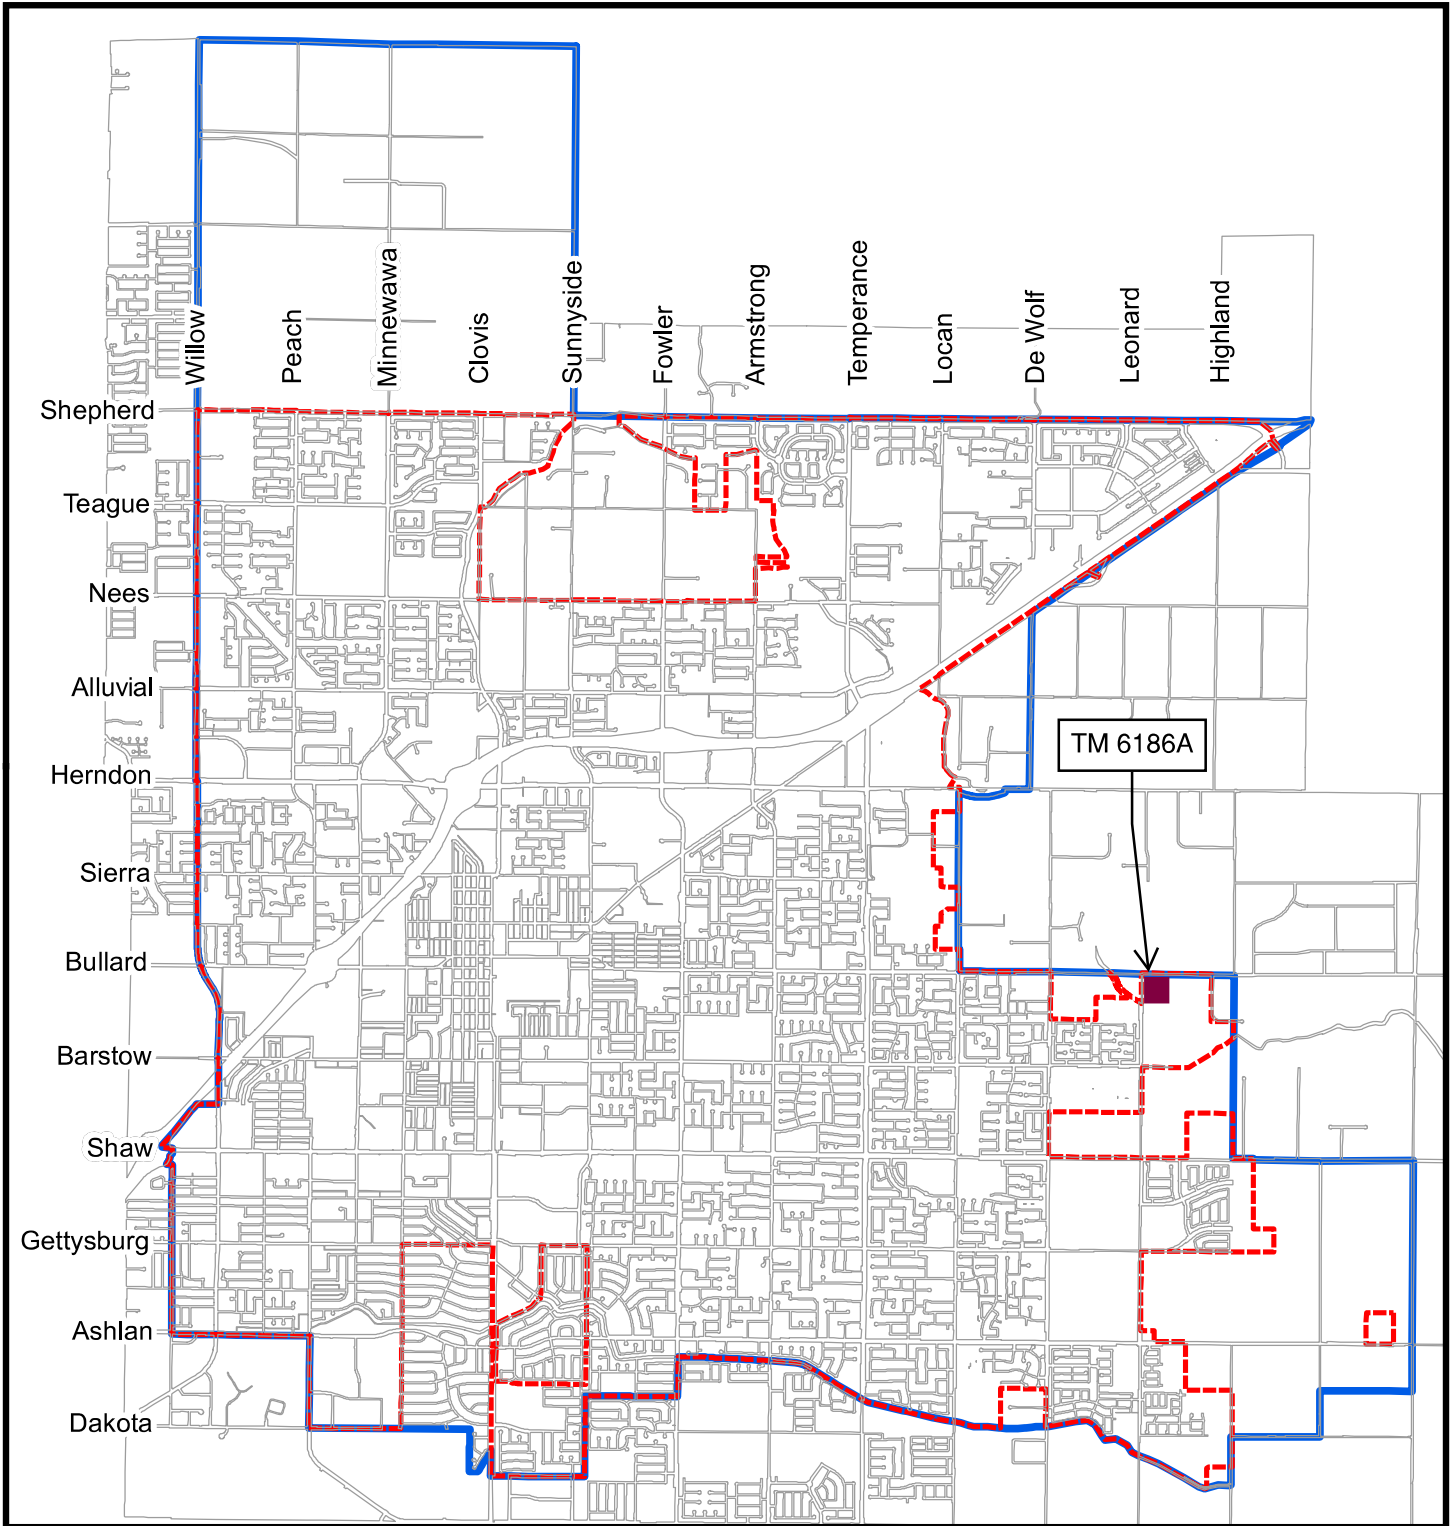 Willow
Peach
Minnewawa
Clovis
Sunnyside
Fowler
Armstrong
Temperance
Locan
De Wolf
Leonard
Highland
Shepherd
Teague
Nees
Alluvial
TM 6186A
Herndon
Sierra
Bullard
Barstow
Shaw
Gettysburg
Ashlan
Dakota